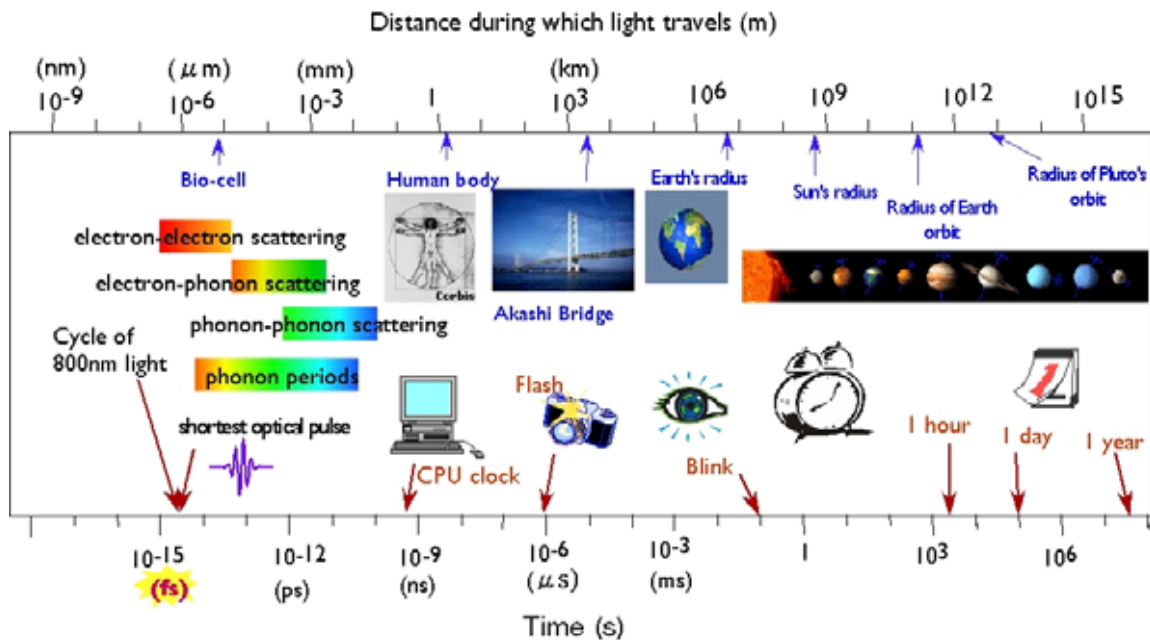 Distance during which light travels (m)
(nm) (μm) (mm) (km)
10-9 10-6 10-3 1 10³ 10⁶ 10⁹ 10¹² 10¹⁵
Bio-cell
Human body
Earth's radius
Sun's radius
Radius of Earth
orbit
Radius of Pluto's
orbit
electron-electron scattering
electron-phonon scattering
phonon-phonon scattering
phonon periods
Corbis
Akashi Bridge
Cycle of
800nm light
shortest optical pulse
CPU clock
Flash
Blink
1 hour
1 day
1 year
10-15 10-12 10-9 10-6 10-3 1 10³ 10⁶
(fs) (ps) (ns) (μs) (ms)
Time (s)